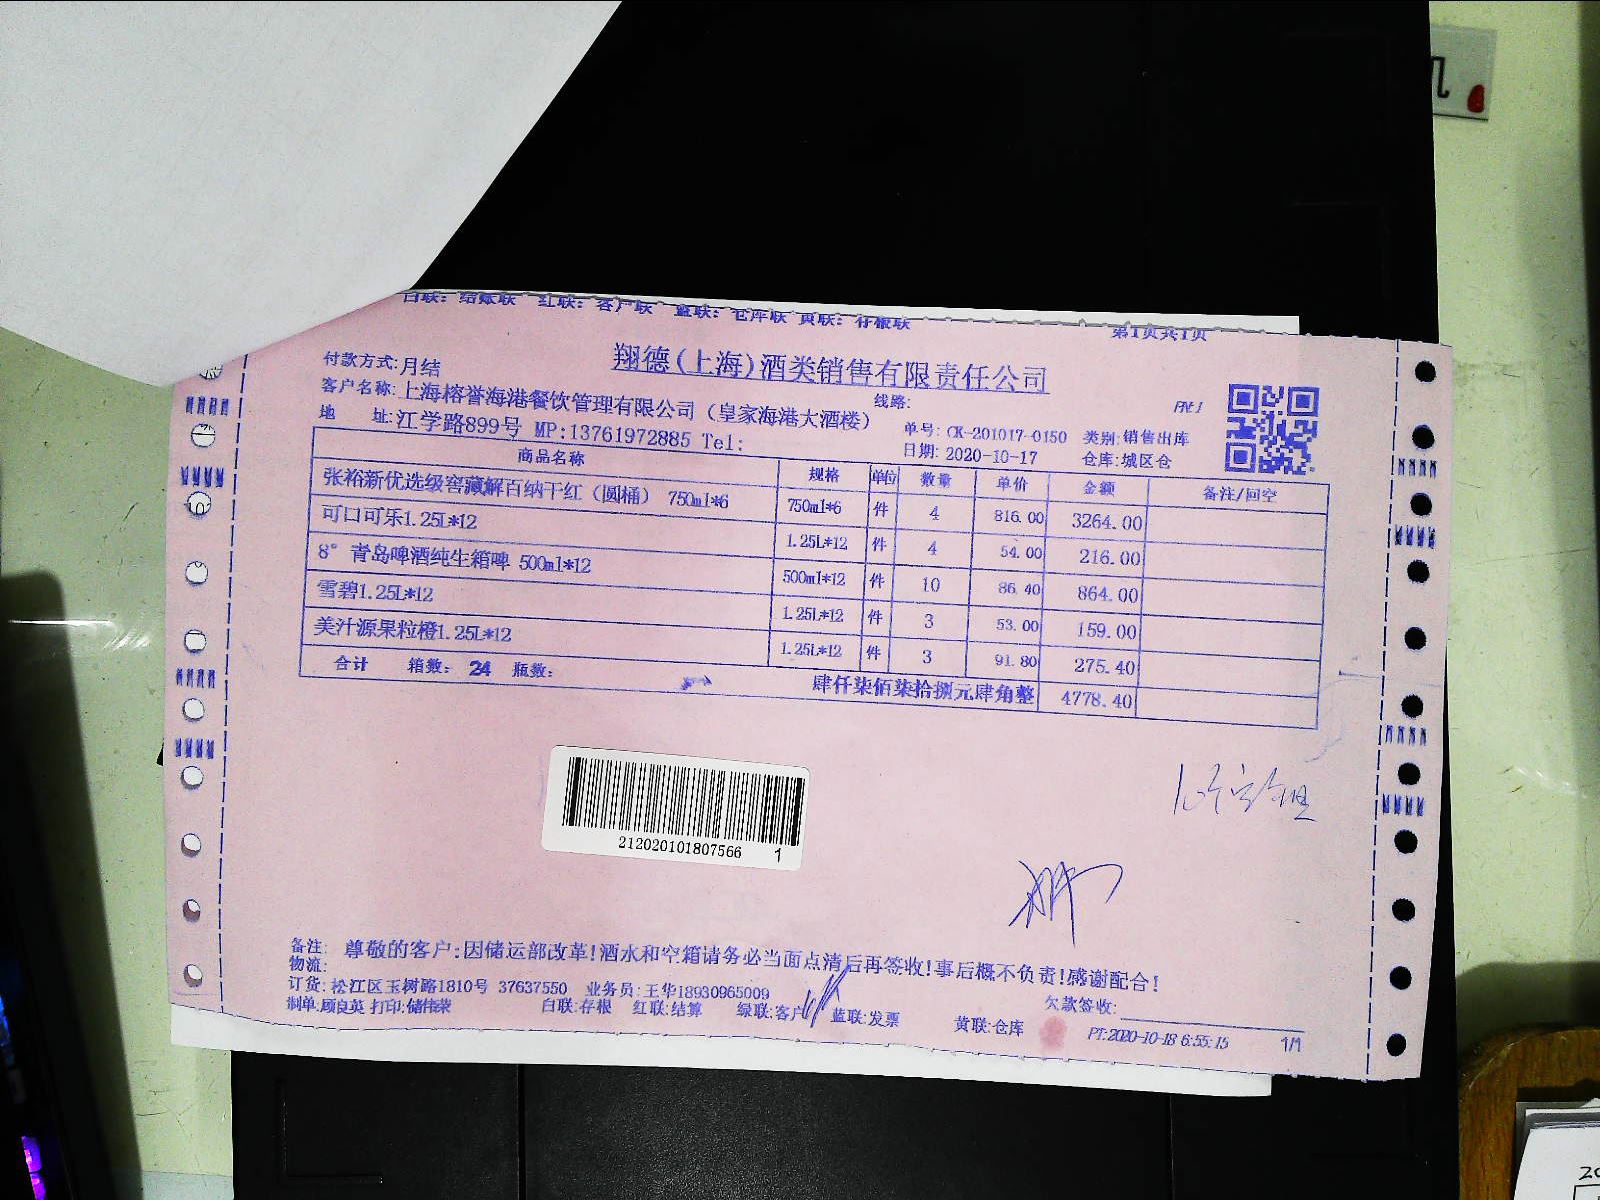 白联：结账联 红联：客户联 蓝联：仓库联 黄联：存根联
第1页共1页
翔德(上海)酒类销售有限责任公司
付款方式:月结
客户名称:上海榕誉海港餐饮管理有限公司（皇家海港大酒楼） 线路:
地 址:江学路899号 MP:13761972885 Tel:
单号: CK-201017-0150 类别:销售出库
日期: 2020-10-17 仓库:城区仓
商品名称 规格 单位 数量 单价 金额 备注/回空
张裕新优选级窖藏解百纳干红（圆桶） 750ml*6 750ml*6 件 4 816.00 3264.00
可口可乐1.25L*12 1.25L*12 件 4 54.00 216.00
8° 青岛啤酒纯生箱啤 500ml*12 500ml*12 件 10 86.40 864.00
雪碧1.25L*12 1.25L*12 件 3 53.00 159.00
美汁源果粒橙1.25L*12 1.25L*12 件 3 91.80 275.40
合计 箱数: 24 瓶数: 肆仟柒佰柒拾捌元肆角整 4778.40
212020101807566 1
备注: 尊敬的客户:因储运部改革!酒水和空箱请务必当面点清后再签收!事后概不负责!感谢配合!
物流:
订货: 松江区玉树路1810号 37637550 业务员:王华18930965009
欠款签收:
制单:顾良英 打印:储伟荣 白联:存根 红联:结算 绿联:客户 蓝联:发票 黄联:仓库 PT:2020-10-18 6:55:15 1/1